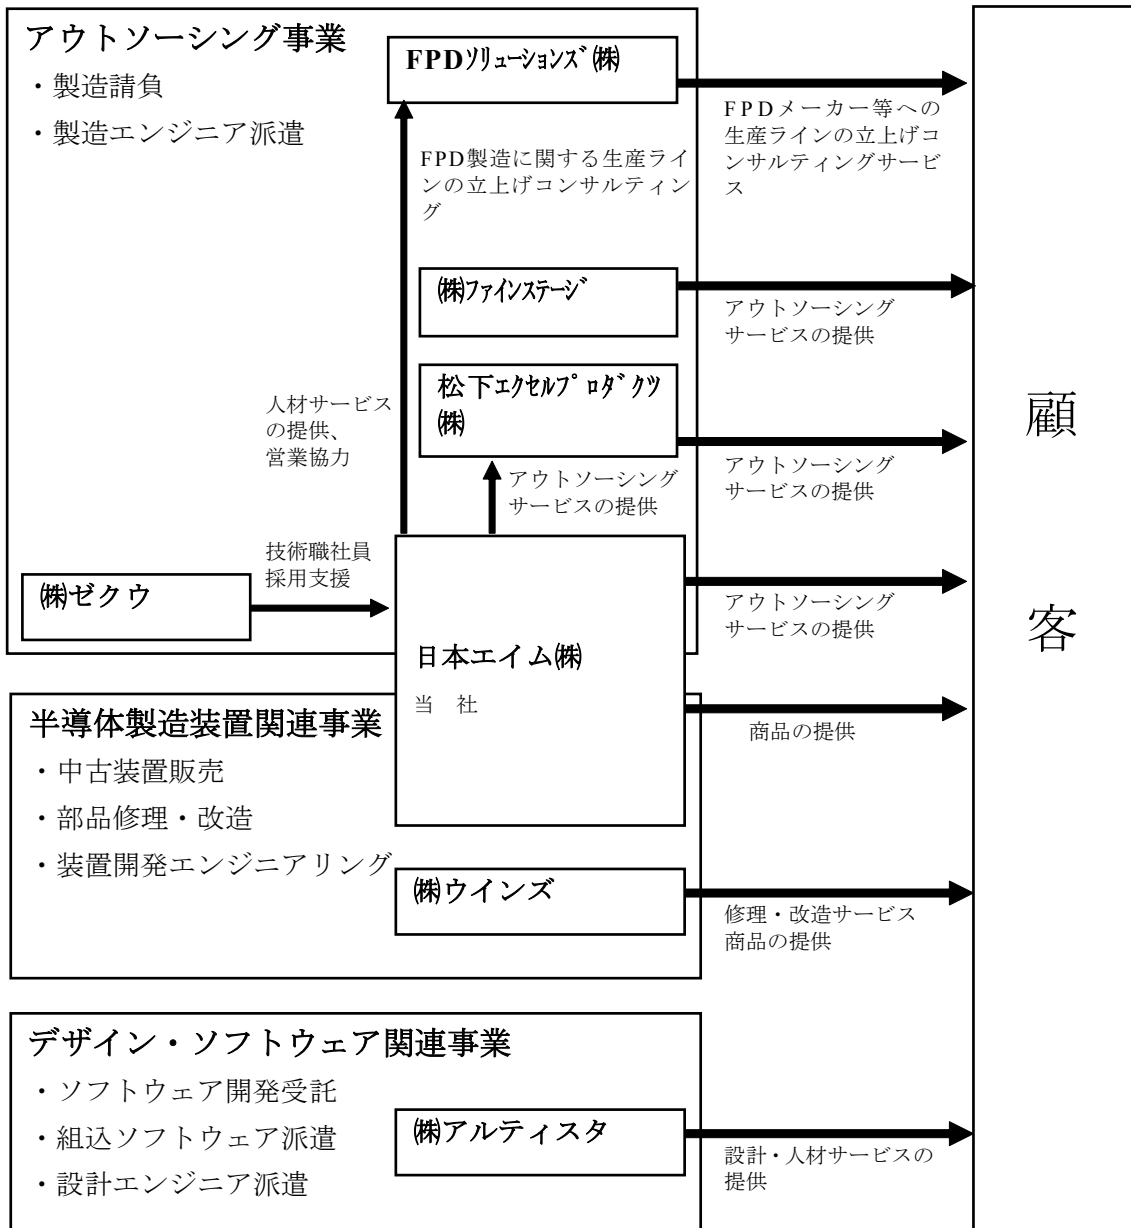 アウトソーシング事業
・製造請負
・製造エンジニア派遣
FPDｿﾘｭｰｼｮﾝｽﾞ㈱
FPDメーカー等への
生産ラインの立上げコ
ンサルティングサービ
ス
FPD製造に関する生産ライ
ンの立上げコンサルティン
グ
㈱ﾌｧｲﾝｽﾃｰｼﾞ
アウトソーシング
サービスの提供
松下ｴｸｾﾙﾌﾟﾛﾀﾞｸﾂ
㈱
アウトソーシング
サービスの提供
人材サービス
の提供、
営業協力
アウトソーシング
サービスの提供
技術職社員
採用支援
㈱ゼクウ
アウトソーシング
サービスの提供
日本エイム㈱
当 社
商品の提供
半導体製造装置関連事業
・中古装置販売
・部品修理・改造
・装置開発エンジニアリング
㈱ウインズ
修理・改造サービス
商品の提供
デザイン・ソフトウェア関連事業
・ソフトウェア開発受託
・組込ソフトウェア派遣
・設計エンジニア派遣
㈱アルティスタ
設計・人材サービスの
提供
顧
客